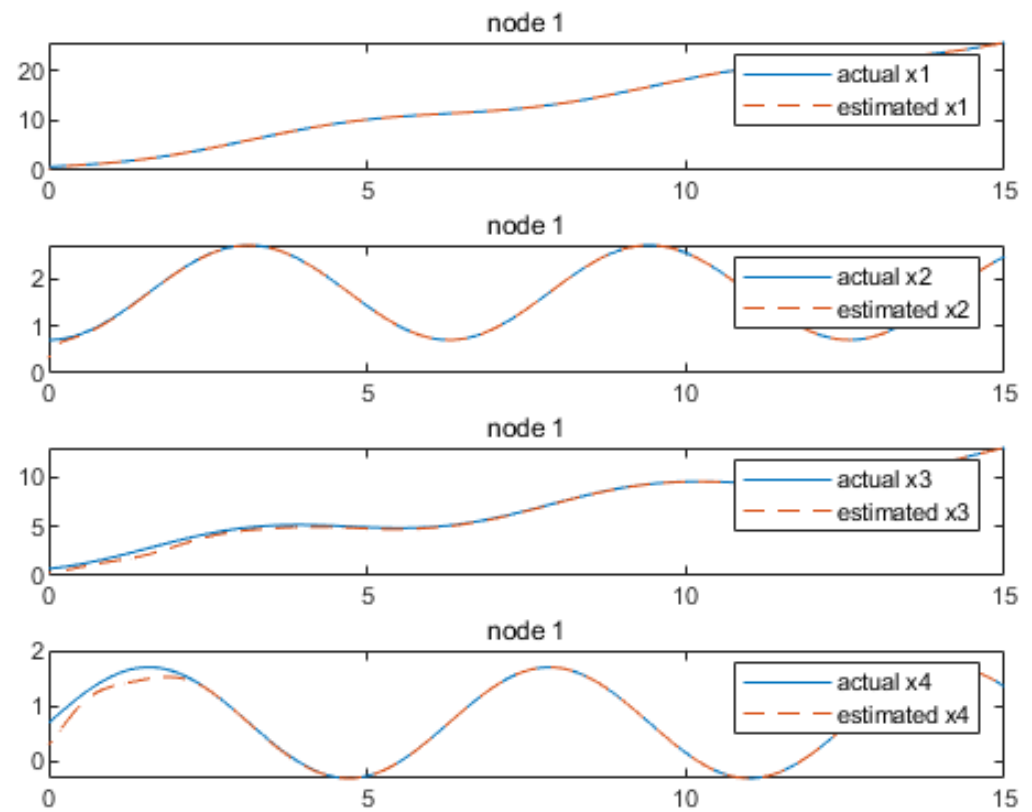 node 1
20
10
0
0 5 10 15
actual x1
estimated x1
node 1
2
1
0
0 5 10 15
actual x2
estimated x2
node 1
10
5
0
0 5 10 15
actual x3
estimated x3
node 1
2
1
0
0 5 10 15
actual x4
estimated x4